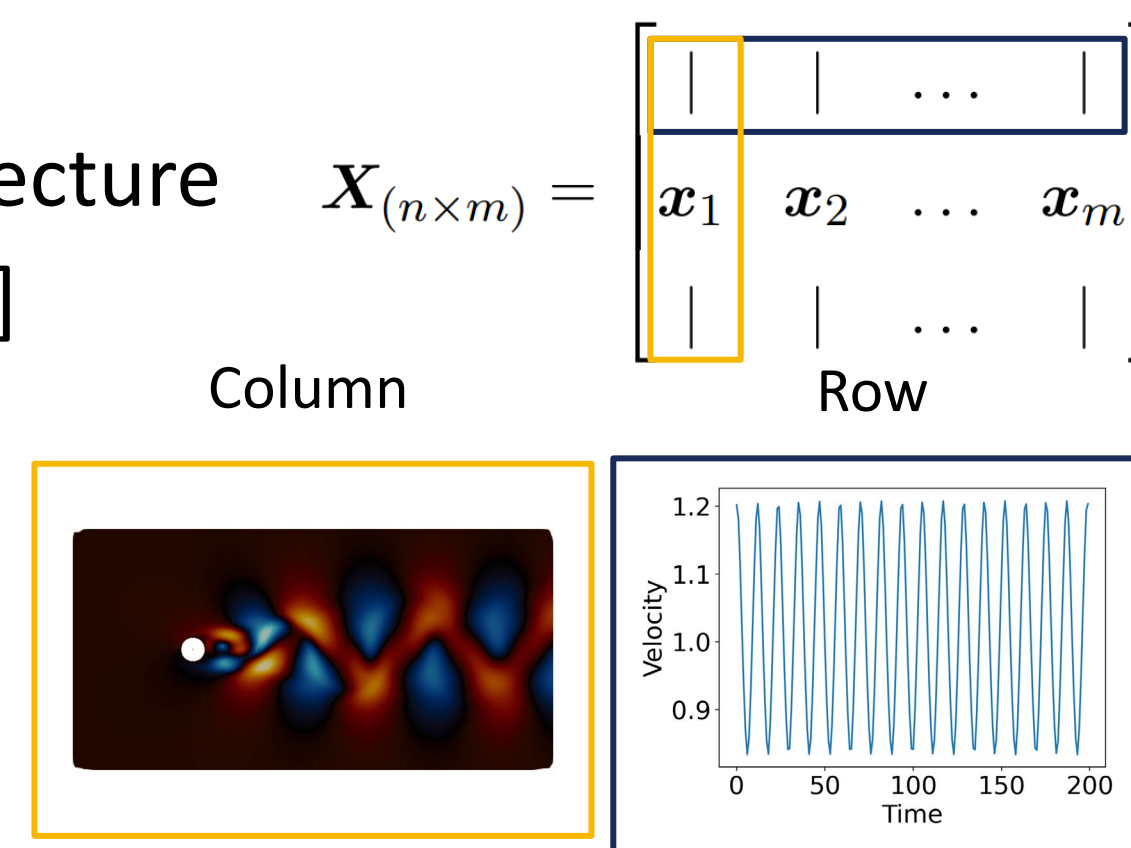 | | ... |
ecture X(n×m) = [ x1 x2 ... xm
]
| | ... |
Column Row
1.2
1.1
1.0
0.9
Velocity
0 50 100 150 200
Time